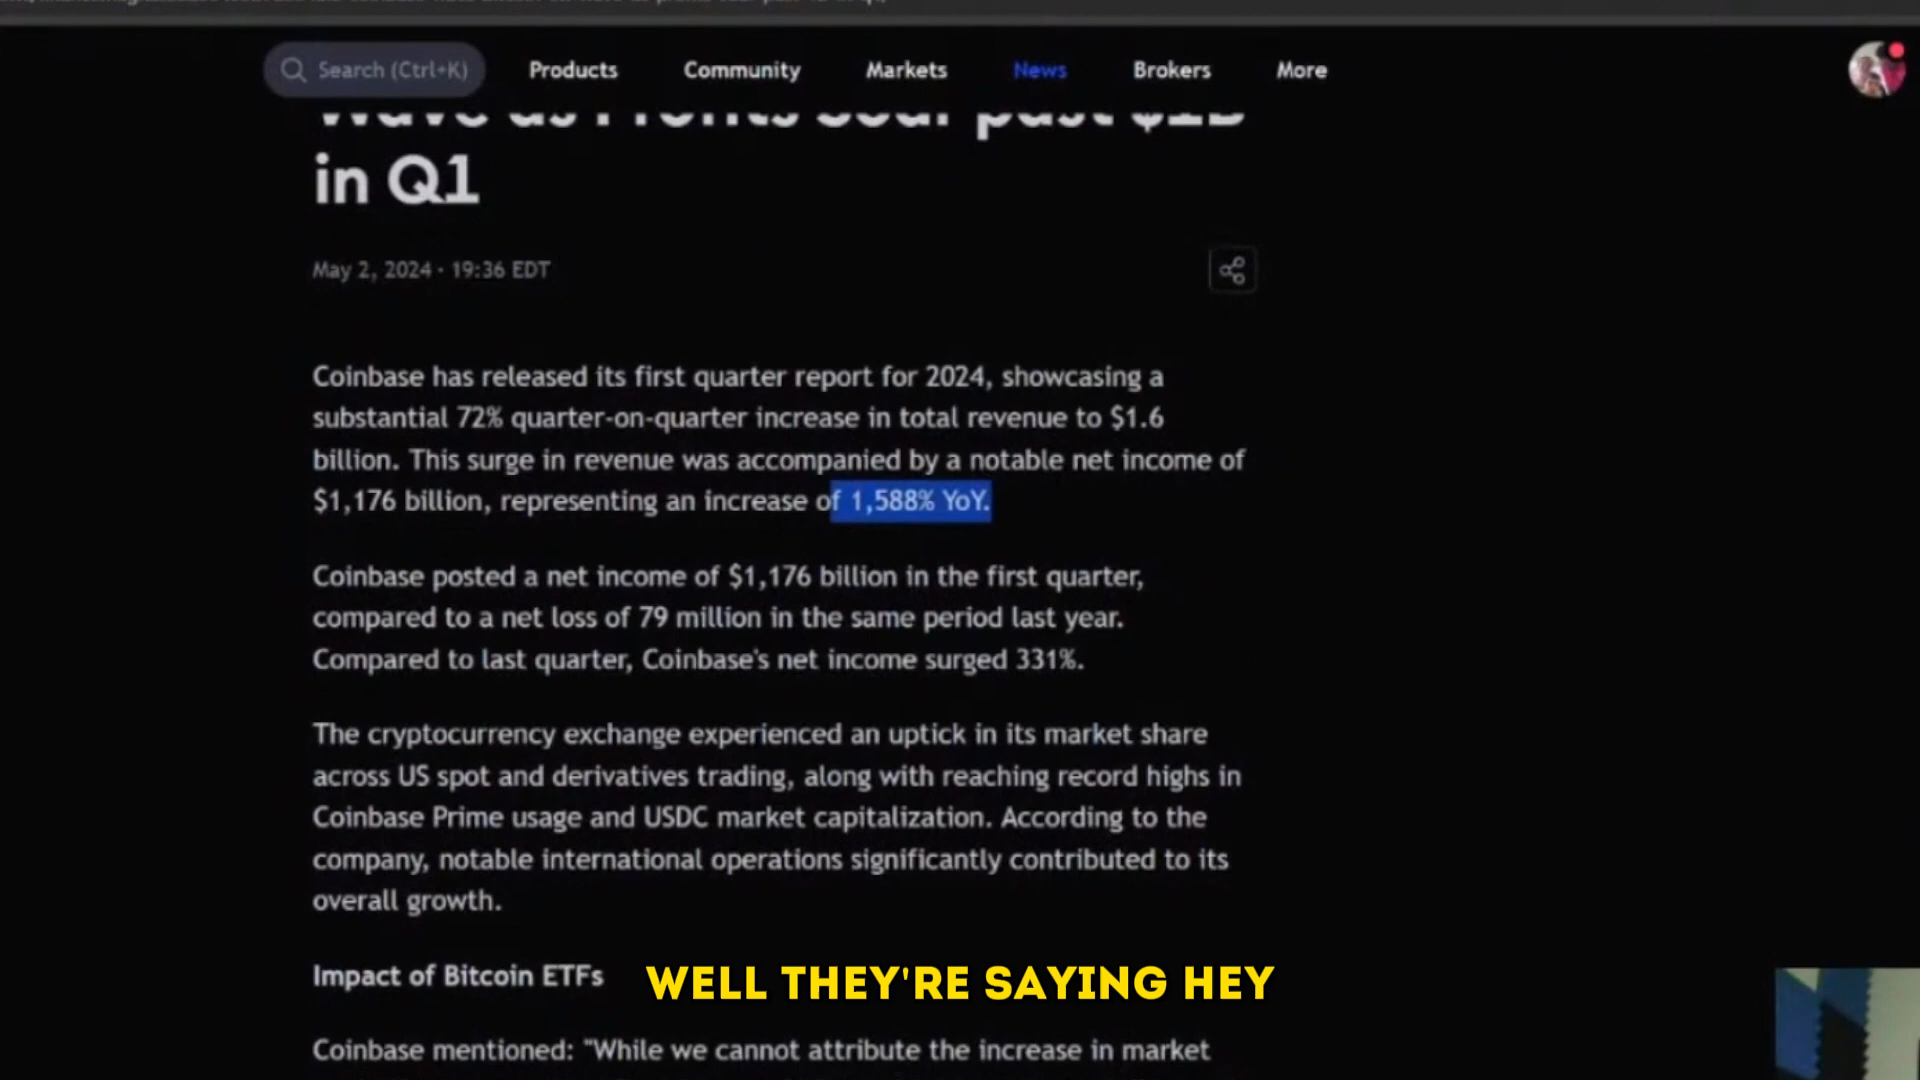 Search (Ctrl+K) Products Community Markets News Brokers More
Wave as Profits Soar past $1B
in Q1
May 2, 2024 · 19:36 EDT
Coinbase has released its first quarter report for 2024, showcasing a
substantial 72% quarter-on-quarter increase in total revenue to $1.6
billion. This surge in revenue was accompanied by a notable net income of
$1,176 billion, representing an increase of 1,588% YoY.
Coinbase posted a net income of $1,176 billion in the first quarter,
compared to a net loss of 79 million in the same period last year.
Compared to last quarter, Coinbase's net income surged 331%.
The cryptocurrency exchange experienced an uptick in its market share
across US spot and derivatives trading, along with reaching record highs in
Coinbase Prime usage and USDC market capitalization. According to the
company, notable international operations significantly contributed to its
overall growth.
Impact of Bitcoin ETFs
WELL THEY'RE SAYING HEY
Coinbase mentioned: "While we cannot attribute the increase in market